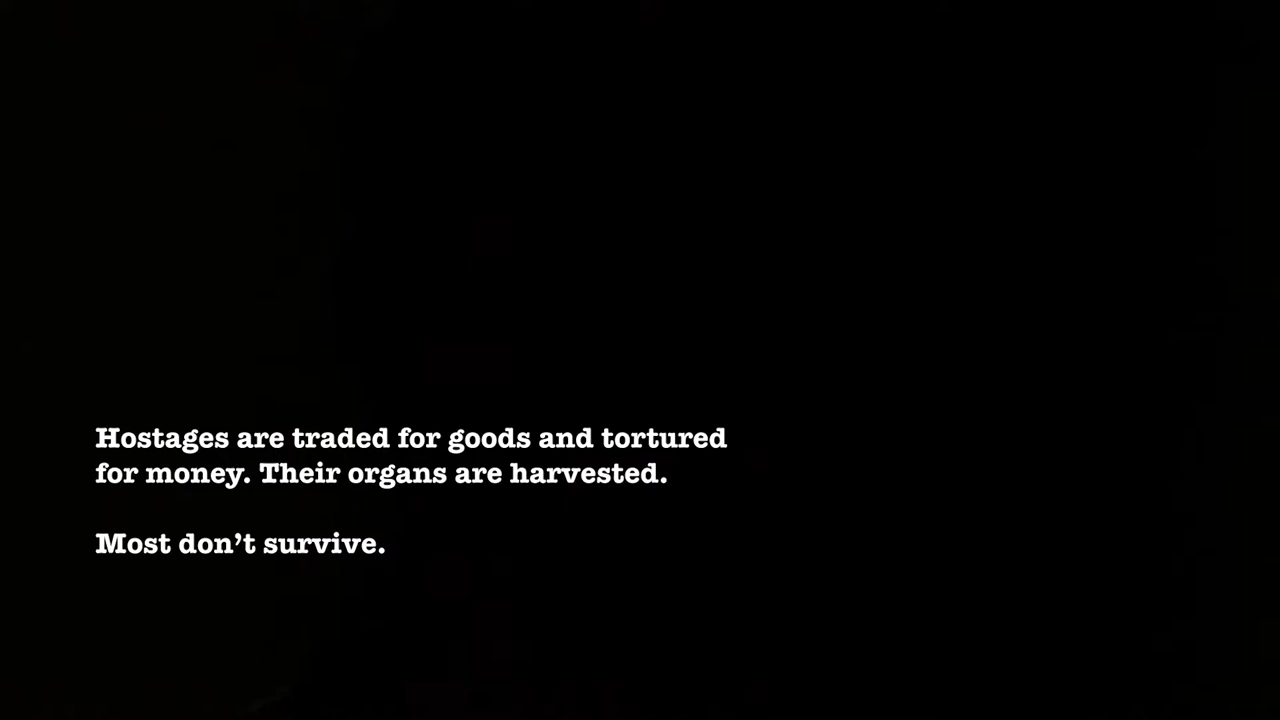 Hostages are traded for goods and tortured
for money. Their organs are harvested.
Most don’t survive.